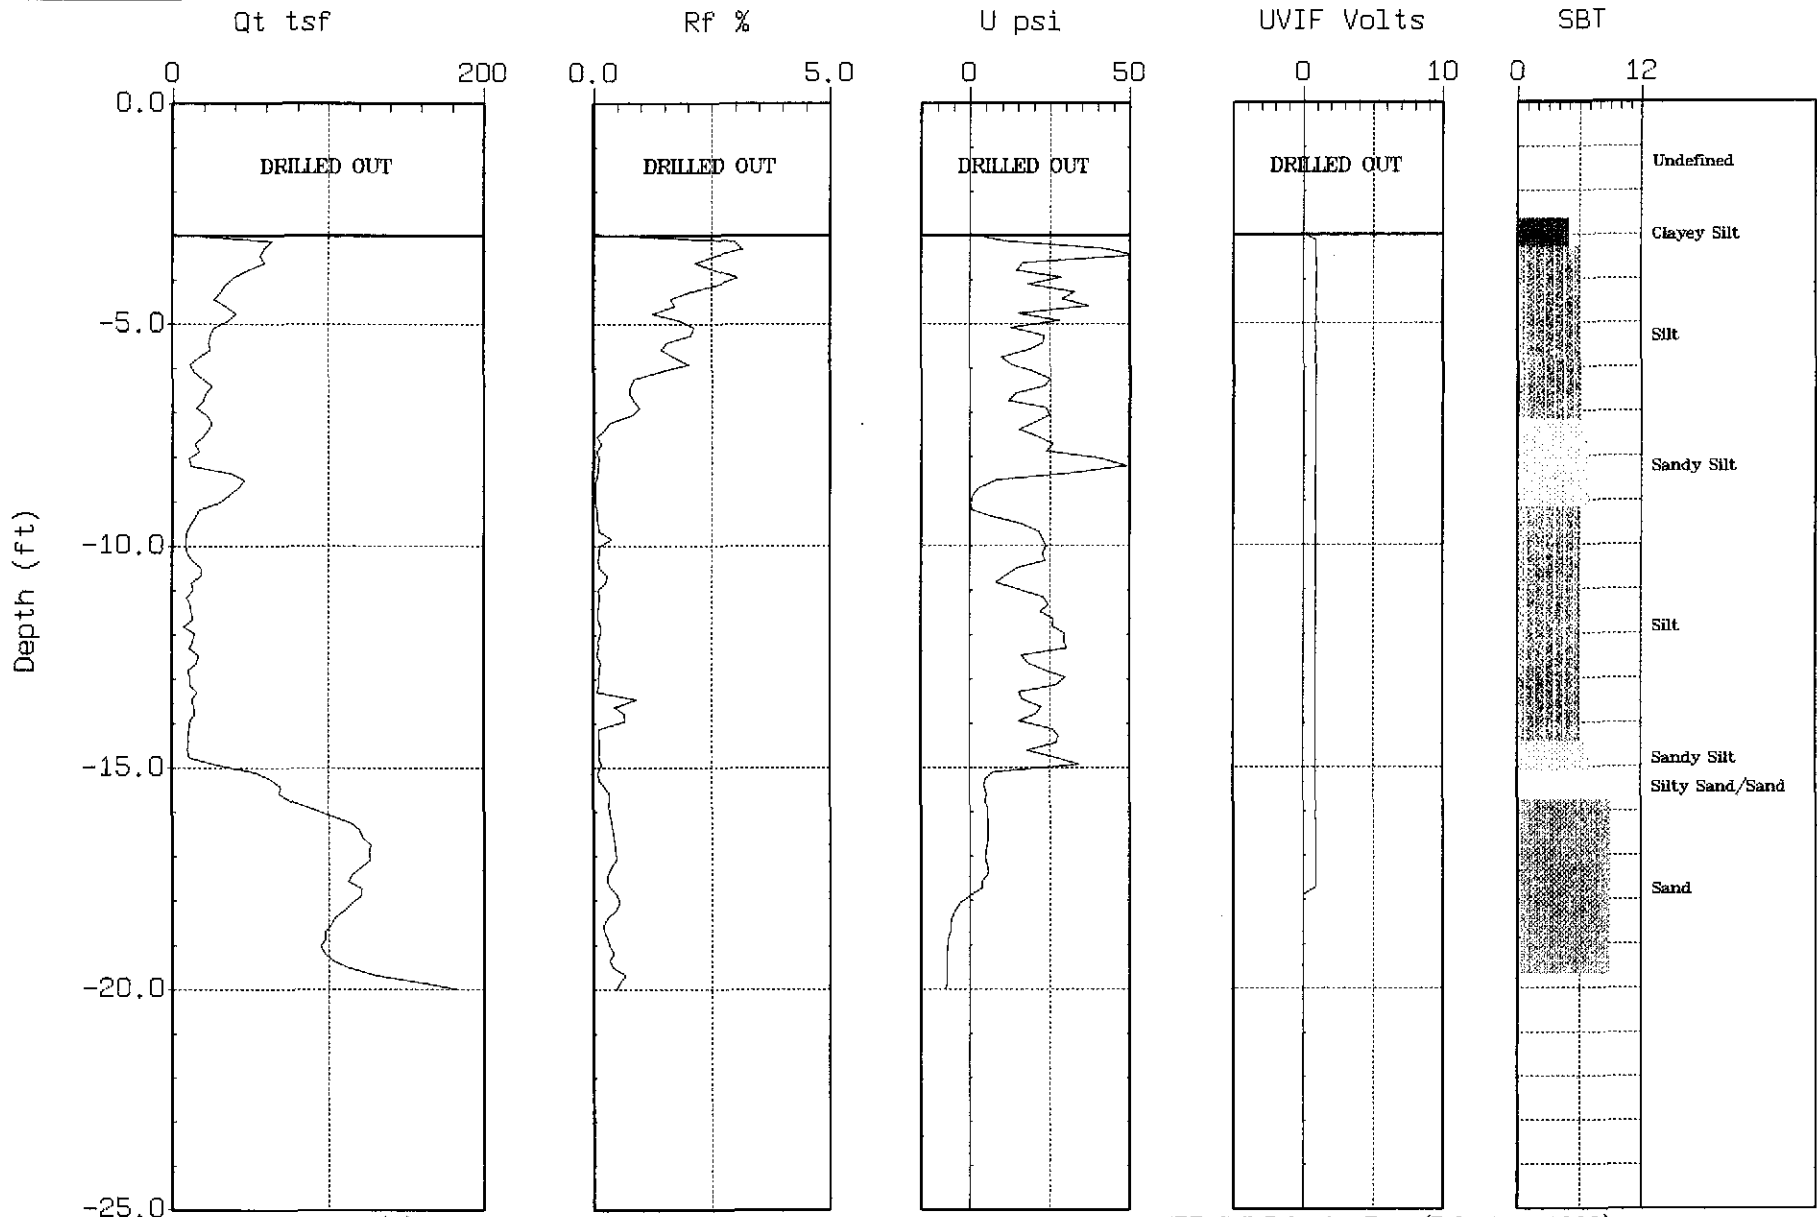 Qt tsf
Rf %
U psi
UVIF Volts
SBT
0 200
0.0 5.0
0 50
0 10
0 12
0.0
DRILLED OUT
DRILLED OUT
DRILLED OUT
DRILLED OUT
Undefined
Clayey Silt
-5.0
Silt
Sandy Silt
Depth (ft)
-10.0
Silt
-15.0
Sandy Silt
Silty Sand/Sand
Sand
-20.0
-25.0